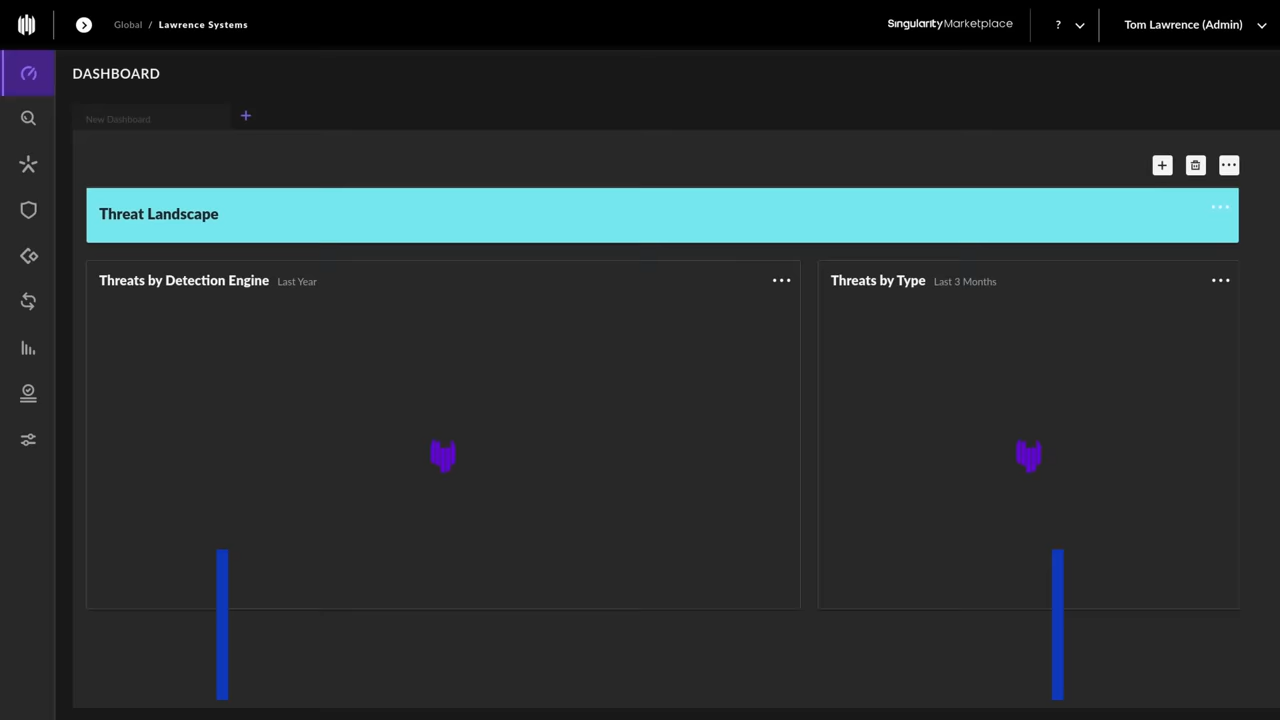 Global / Lawrence Systems
SingularityMarketplace
?
Tom Lawrence (Admin)
DASHBOARD
New Dashboard
+
Threat Landscape
Threats by Detection Engine Last Year
Threats by Type Last 3 Months